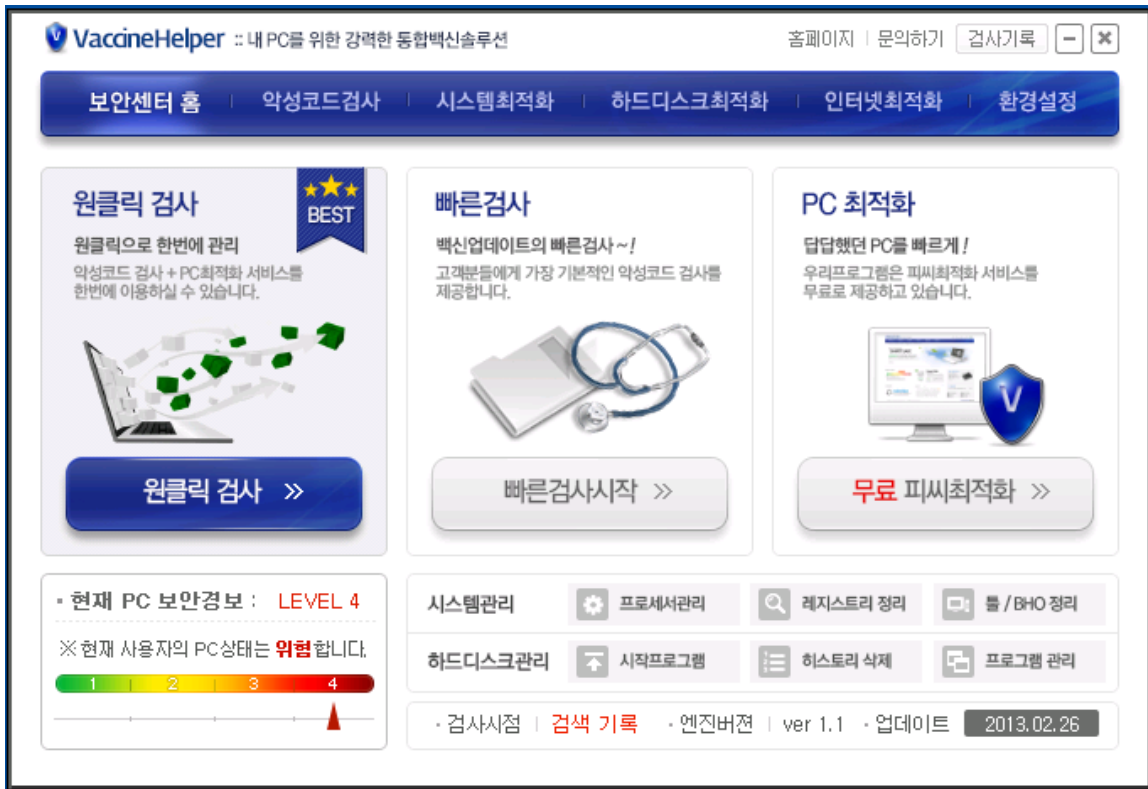 VaccineHelper :: 내 PC를 위한 강력한 통합백신솔루션
홈페이지 문의하기 검사기록
보안센터 홈 악성코드검사 시스템최적화 하드디스크최적화 인터넷최적화 환경설정
원클릭 검사
BEST
원클릭으로 한번에 관리
악성코드 검사 + PC최적화 서비스를
한번에 이용하실 수 있습니다.
원클릭 검사 »
빠른검사
백신업데이트의 빠른검사~!
고객분들에게 가장 기본적인 악성코드 검사를
제공합니다.
빠른검사시작 »
PC 최적화
답답했던 PC를 빠르게!
우리프로그램은 피씨최적화 서비스를
무료로 제공하고 있습니다.
V
무료 피씨최적화 »
현재 PC 보안경보 : LEVEL 4
※ 현재 사용자의 PC상태는 위험합니다.
1 2 3 4
시스템관리 프로세서관리 레지스트리 정리 틀 / BHO 정리
하드디스크관리 시작프로그램 히스토리 삭제 프로그램 관리
· 검사시점 검색 기록 · 엔진버젼 ver 1.1 · 업데이트 2013.02.26